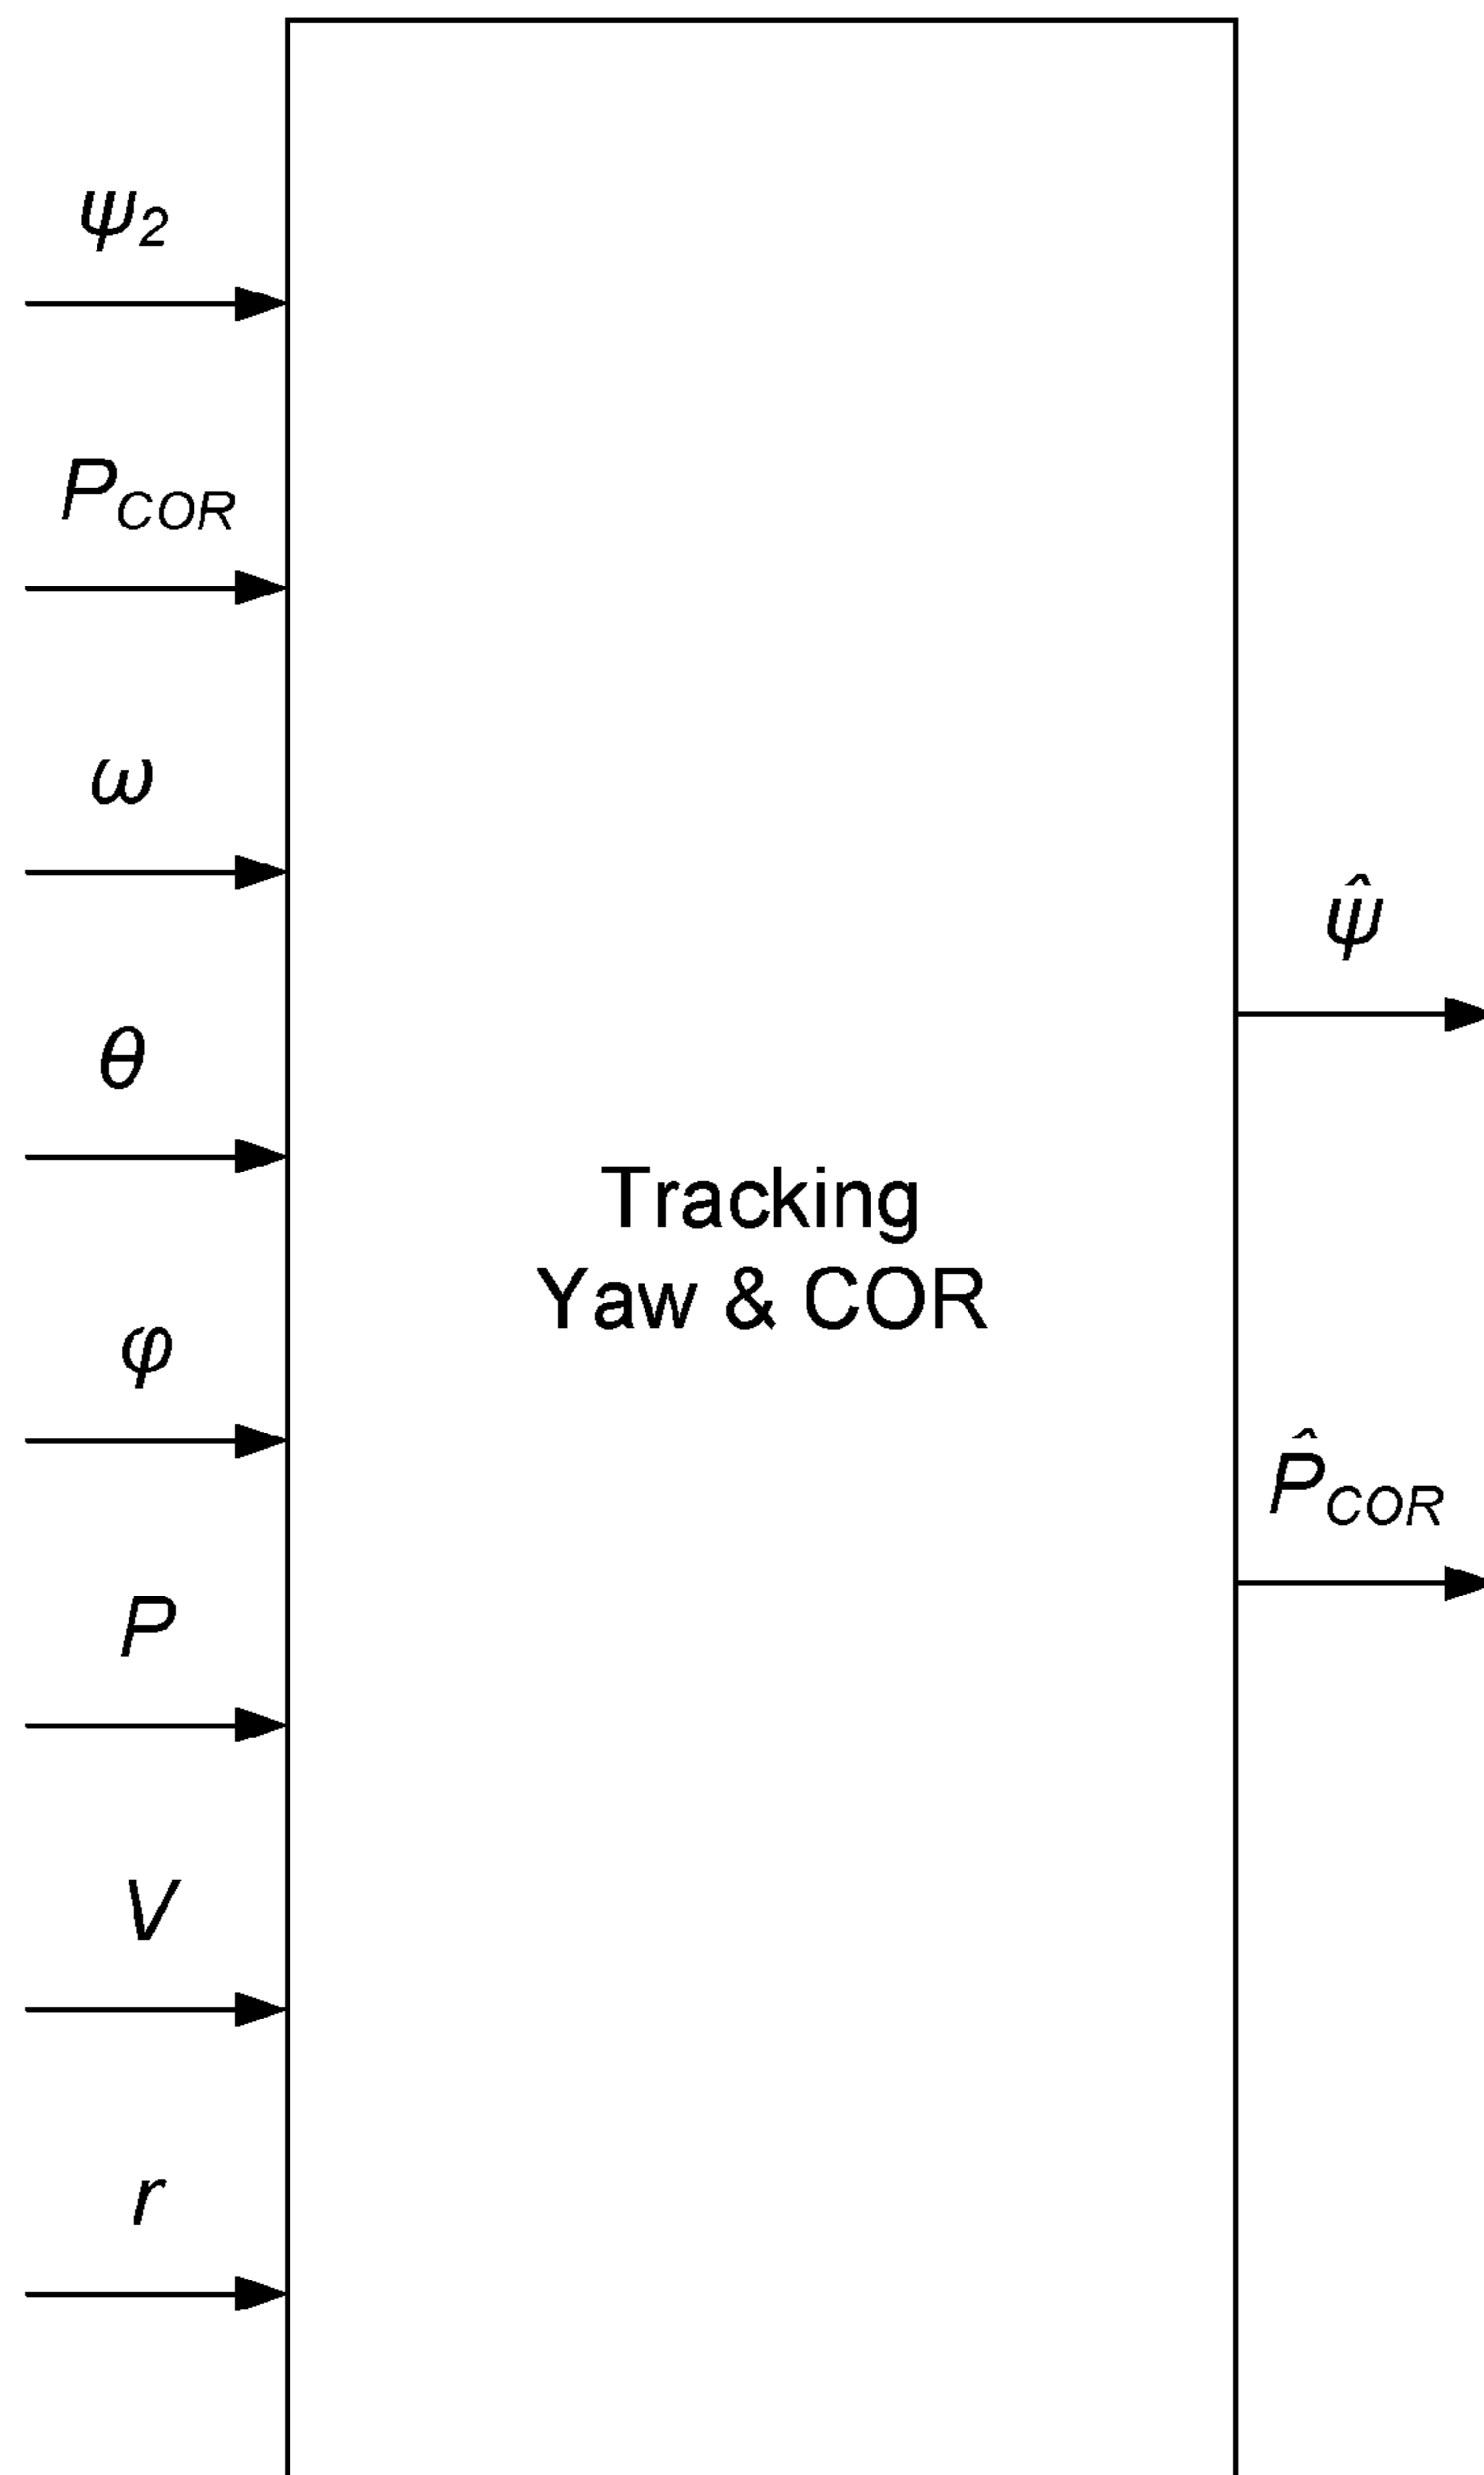 ψ2
PCOR
ω
θ
φ
P
V
r
Tracking
Yaw & COR
ψ̂
P̂COR